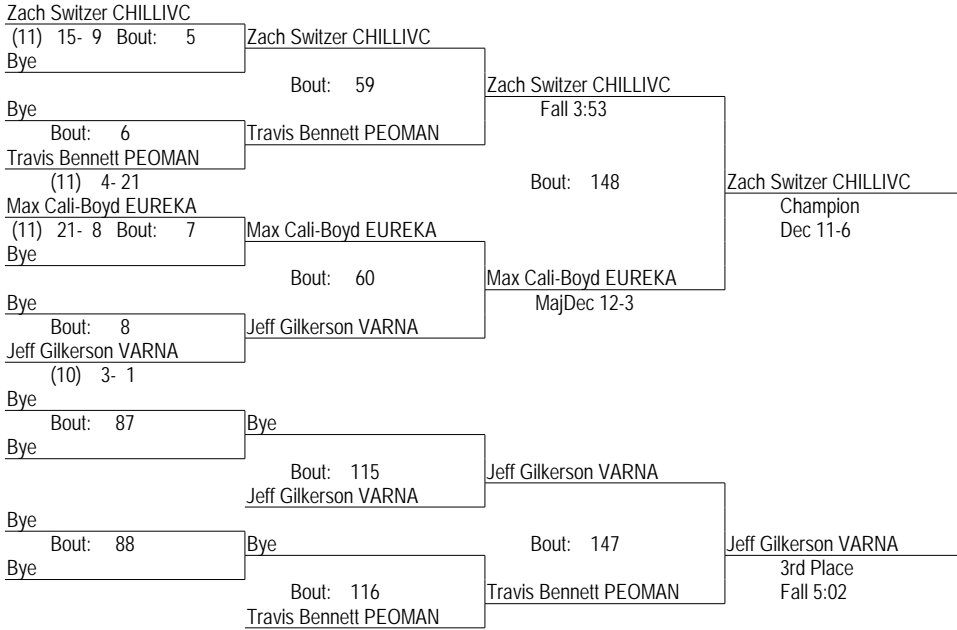 Zach Switzer CHILLIVC
(11) 15- 9 Bout: 5
Zach Switzer CHILLIVC
Bye
Bout: 59
Zach Switzer CHILLIVC
Bye
Fall 3:53
Bout: 6
Travis Bennett PEOMAN
Travis Bennett PEOMAN
(11) 4- 21
Bout: 148
Zach Switzer CHILLIVC
Max Cali-Boyd EUREKA
Champion
(11) 21- 8 Bout: 7
Max Cali-Boyd EUREKA
Dec 11-6
Bye
Bout: 60
Max Cali-Boyd EUREKA
Bye
MajDec 12-3
Bout: 8
Jeff Gilkerson VARNA
Jeff Gilkerson VARNA
(10) 3- 1
Bye
Bout: 87
Bye
Bye
Bout: 115
Jeff Gilkerson VARNA
Jeff Gilkerson VARNA
Bye
Bout: 88
Bye
Bout: 147
Jeff Gilkerson VARNA
Bye
3rd Place
Bout: 116
Travis Bennett PEOMAN
Fall 5:02
Travis Bennett PEOMAN